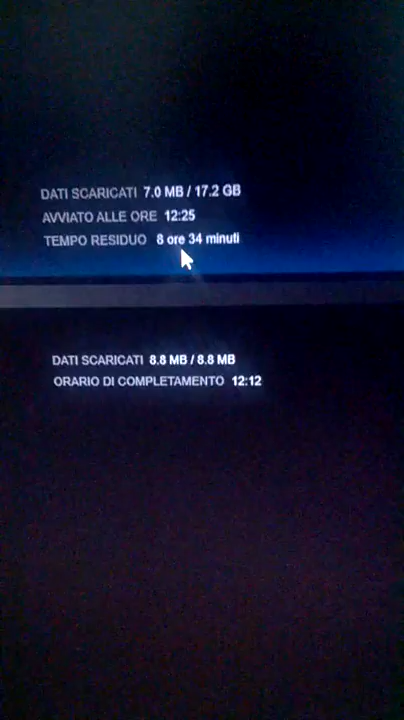 DATI SCARICATI 7.0 MB / 17.2 GB
AVVIATO ALLE ORE 12:25
TEMPO RESIDUO 8 ore 34 minuti
DATI SCARICATI 8.8 MB / 8.8 MB
ORARIO DI COMPLETAMENTO 12:12